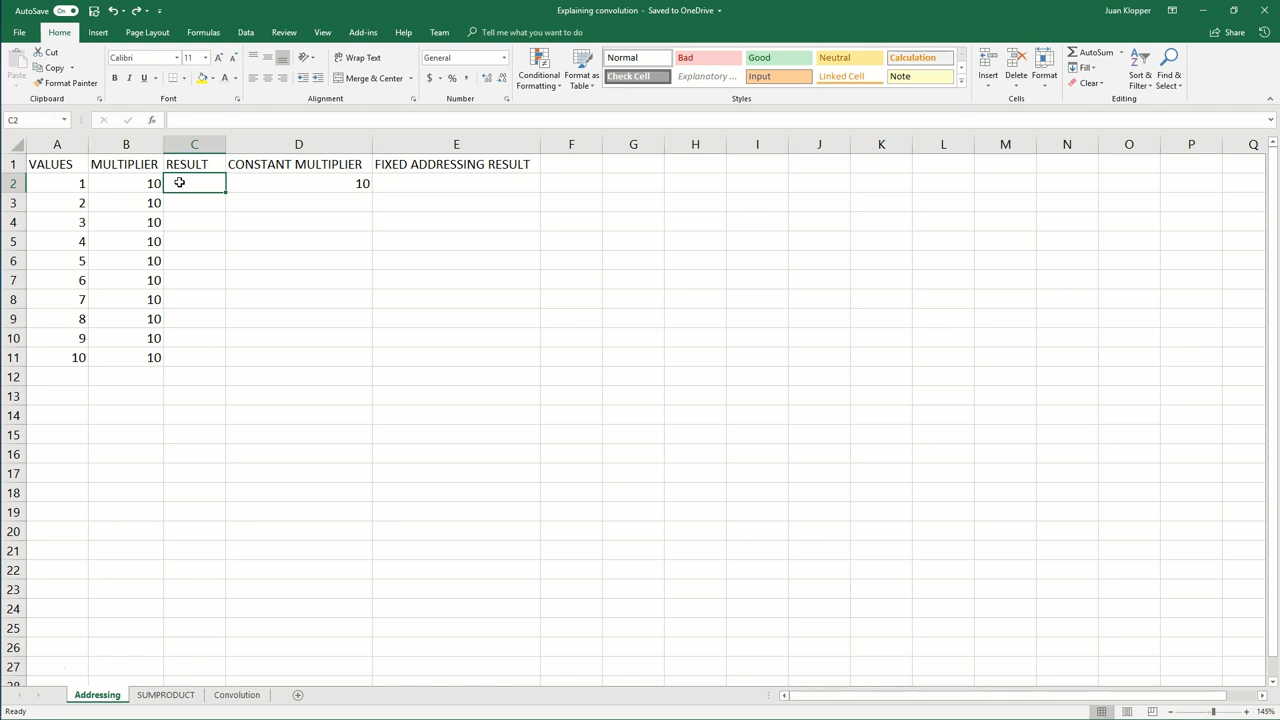 AutoSave On Explaining convolution - Saved to OneDrive Juan Klopper
File Home Insert Page Layout Formulas Data Review View Add-ins Help Team Tell me what you want to do Share
Paste Cut Calibri 11 Wrap Text General Conditional Formatting Format as Table Normal Bad Good Neutral Calculation Insert Delete Format AutoSum Sort & Filter Find & Select
Copy Fill
Format Painter B I U A Merge & Center $ % , Check Cell Explanatory ... Input Linked Cell Note Clear
Clipboard Font Alignment Number Styles Cells Editing
C2 fx
A B C D E F G H I J K L M N O P Q
1 VALUES MULTIPLIER RESULT CONSTANT MULTIPLIER FIXED ADDRESSING RESULT
2 1 10 10
3 2 10
4 3 10
5 4 10
6 5 10
7 6 10
8 7 10
9 8 10
10 9 10
11 10 10
12
13
14
15
16
17
18
19
20
21
22
23
24
25
26
27
28
Addressing SUMPRODUCT Convolution
Ready 145%